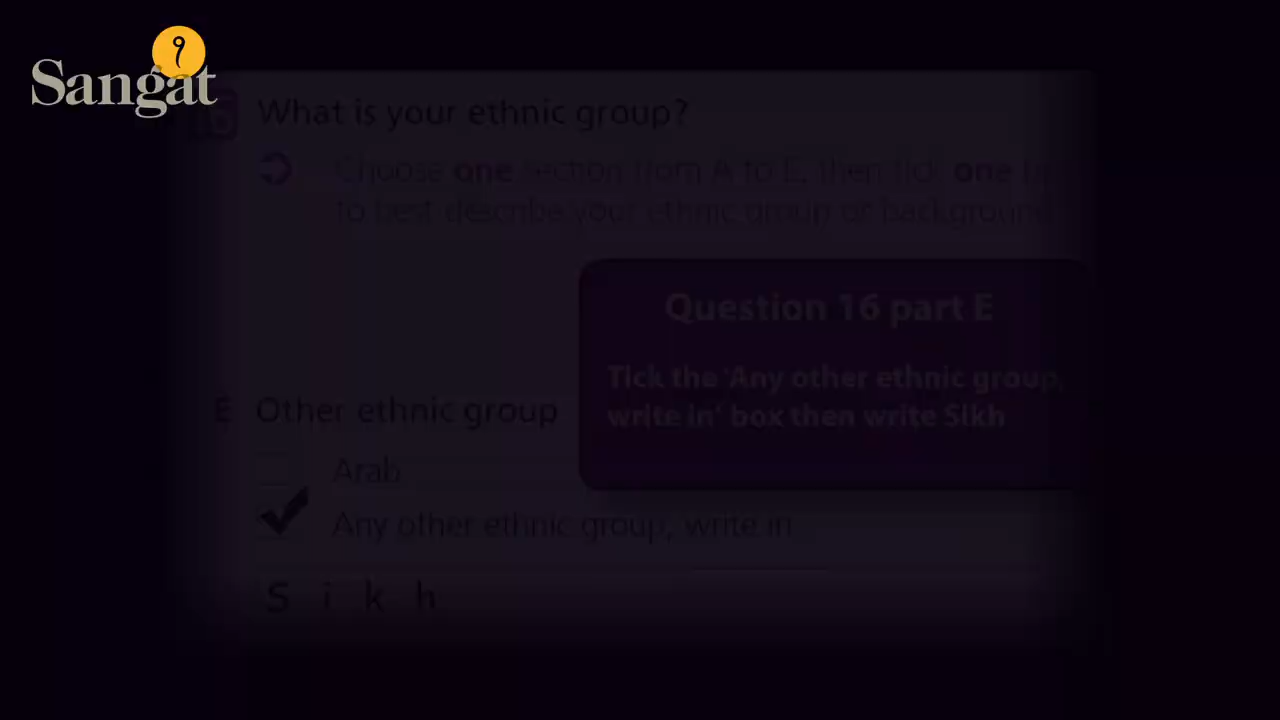 Sangat
16 What is your ethnic group?
Choose one section from A to E, then tick one
to best describe your ethnic group or background
Question 16 part E
Tick the 'Any other ethnic group,
write in' box then write Sikh
E Other ethnic group
Arab
Any other ethnic group, write in
Sikh